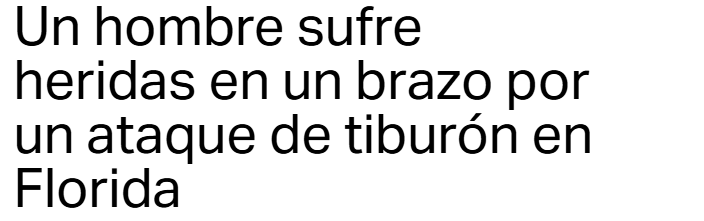 Un hombre sufre
heridas en un brazo por
un ataque de tiburón en
Florida